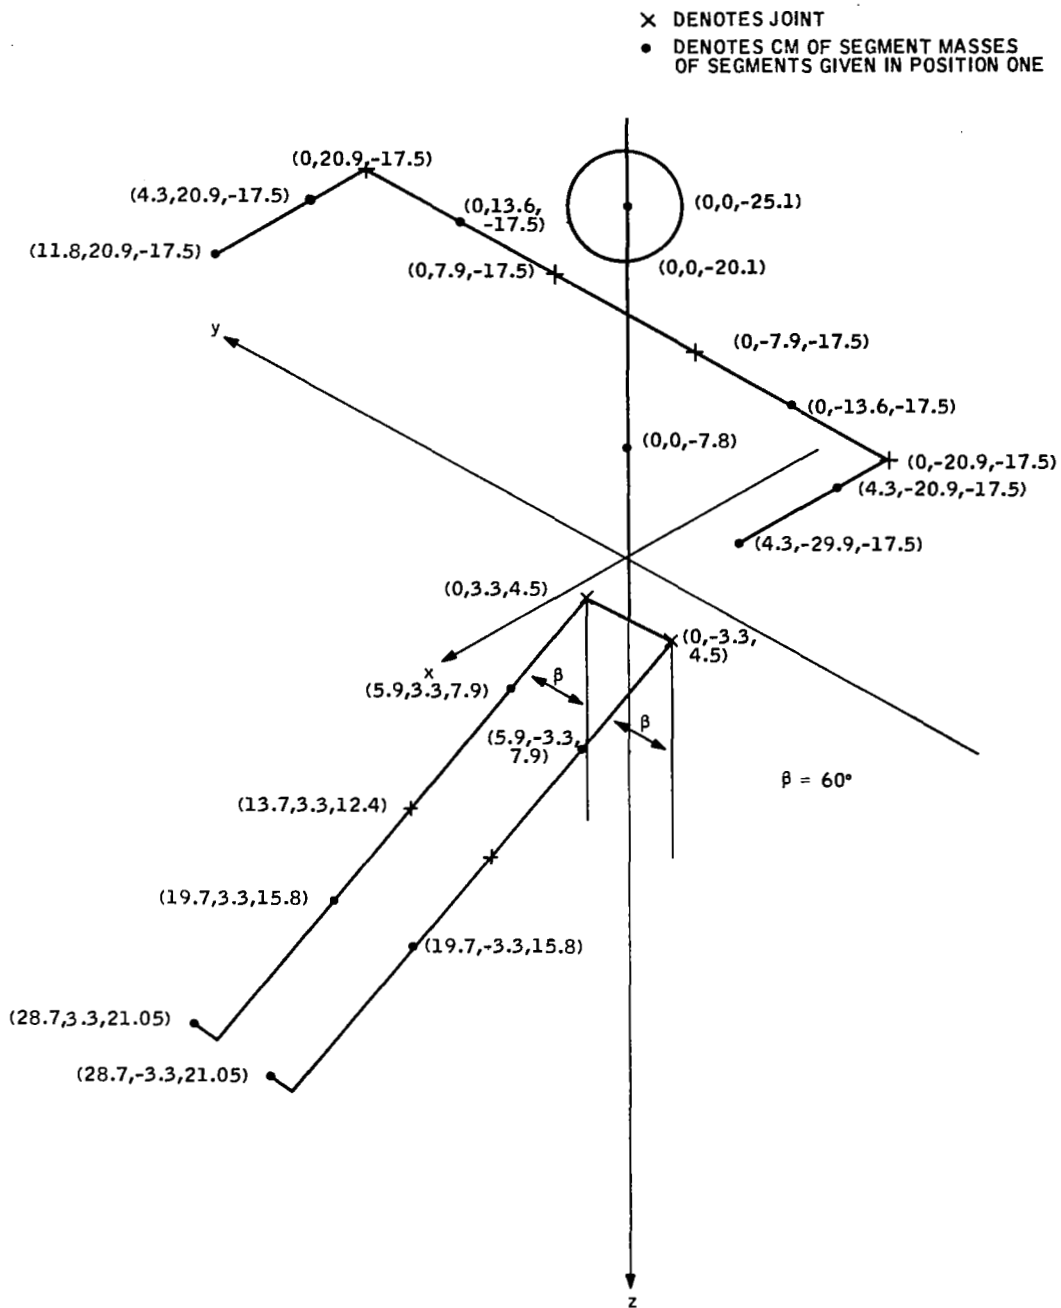 × DENOTES JOINT
• DENOTES CM OF SEGMENT MASSES
OF SEGMENTS GIVEN IN POSITION ONE
(0,20.9,-17.5)
(4.3,20.9,-17.5)
(0,13.6,
-17.5)
(0,0,-25.1)
(11.8,20.9,-17.5)
(0,7.9,-17.5)
(0,0,-20.1)
y
(0,-7.9,-17.5)
(0,-13.6,-17.5)
(0,0,-7.8)
(0,-20.9,-17.5)
(4.3,-20.9,-17.5)
(4.3,-29.9,-17.5)
(0,3.3,4.5)
(0,-3.3,
4.5)
x
β
(5.9,3.3,7.9)
β
(5.9,-3.3,
7.9)
β = 60°
(13.7,3.3,12.4)
(19.7,3.3,15.8)
(19.7,-3.3,15.8)
(28.7,3.3,21.05)
(28.7,-3.3,21.05)
z